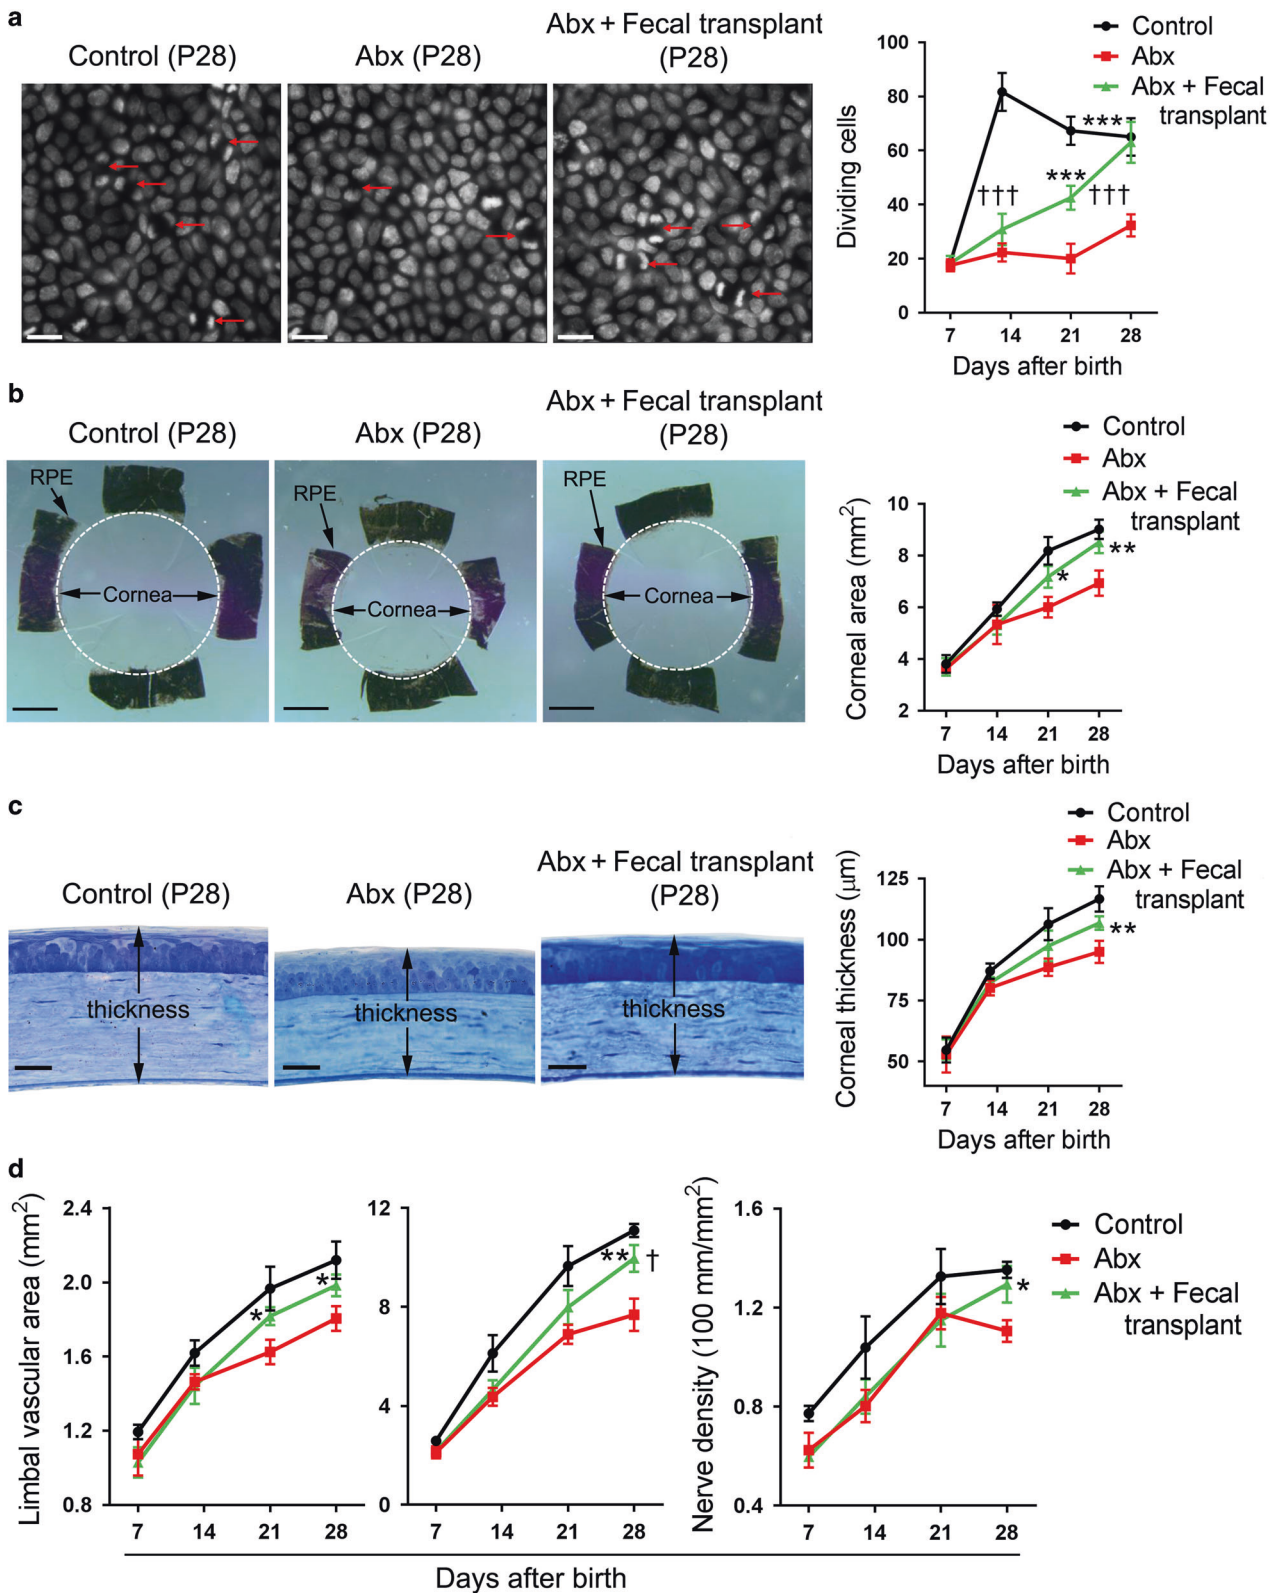 a
Control (P28)
Abx (P28)
Abx + Fecal transplant
(P28)
Control
Abx
Abx + Fecal
transplant
Dividing cells
100
80
60
40
20
0
***
***
†††
†††
7 14 21 28
Days after birth
b
Control (P28)
Abx (P28)
Abx + Fecal transplant
(P28)
RPE
Cornea
RPE
Cornea
RPE
Cornea
Control
Abx
Abx + Fecal
transplant
Corneal area (mm²)
10
8
6
4
2
*
**
7 14 21 28
Days after birth
c
Control (P28)
Abx (P28)
Abx + Fecal transplant
(P28)
thickness
thickness
thickness
Control
Abx
Abx + Fecal
transplant
Corneal thickness (μm)
125
100
75
50
**
7 14 21 28
Days after birth
d
Limbal vascular area (mm²)
2.4
2.0
1.6
1.2
0.8
*
*
7 14 21 28
12
8
4
0
**
†
7 14 21 28
Nerve density (100 mm/mm²)
1.6
1.2
0.8
0.4
*
7 14 21 28
Control
Abx
Abx + Fecal
transplant
Days after birth